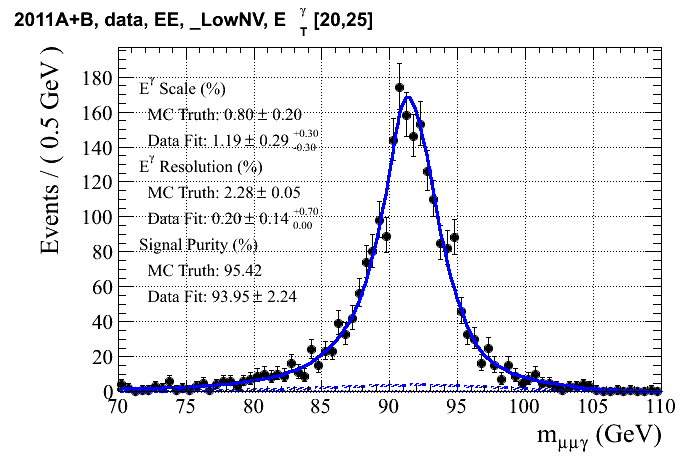 2011A+B, data, EE, _LowNV, E γ T [20,25]
Events / ( 0.5 GeV )
180
160
140
120
100
80
60
40
20
0
E^γ Scale (%)
MC Truth: 0.80 ± 0.20
Data Fit: 1.19 ± 0.29 +0.30 -0.30
E^γ Resolution (%)
MC Truth: 2.28 ± 0.05
Data Fit: 0.20 ± 0.14 +0.70 0.00
Signal Purity (%)
MC Truth: 95.42
Data Fit: 93.95 ± 2.24
70 75 80 85 90 95 100 105 110
m_μμγ (GeV)